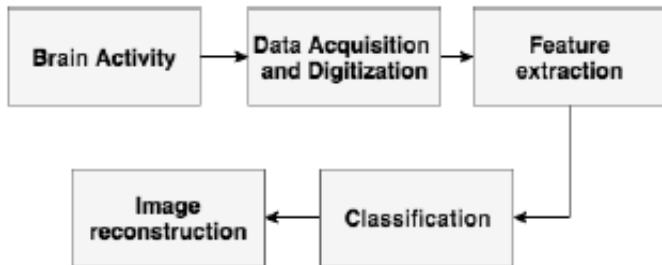 Brain Activity
Data Acquisition
and Digitization
Feature
extraction
Image
reconstruction
Classification